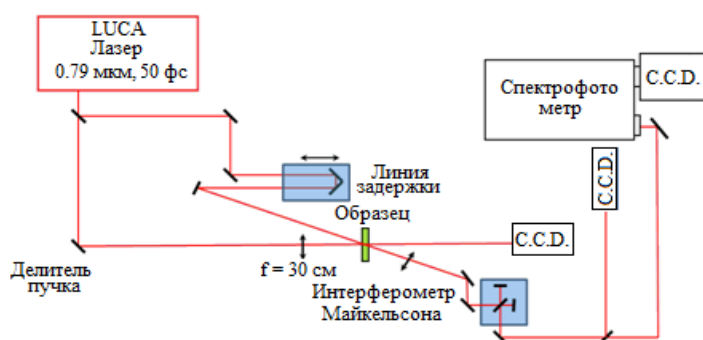 LUCA
Лазер
0.79 мкм, 50 фс
Спектрофото
метр
C.C.D.
C.C.D.
Линия
задержки
Образец
C.C.D.
Делитель
пучка
f = 30 см
Интерферометр
Майкельсона